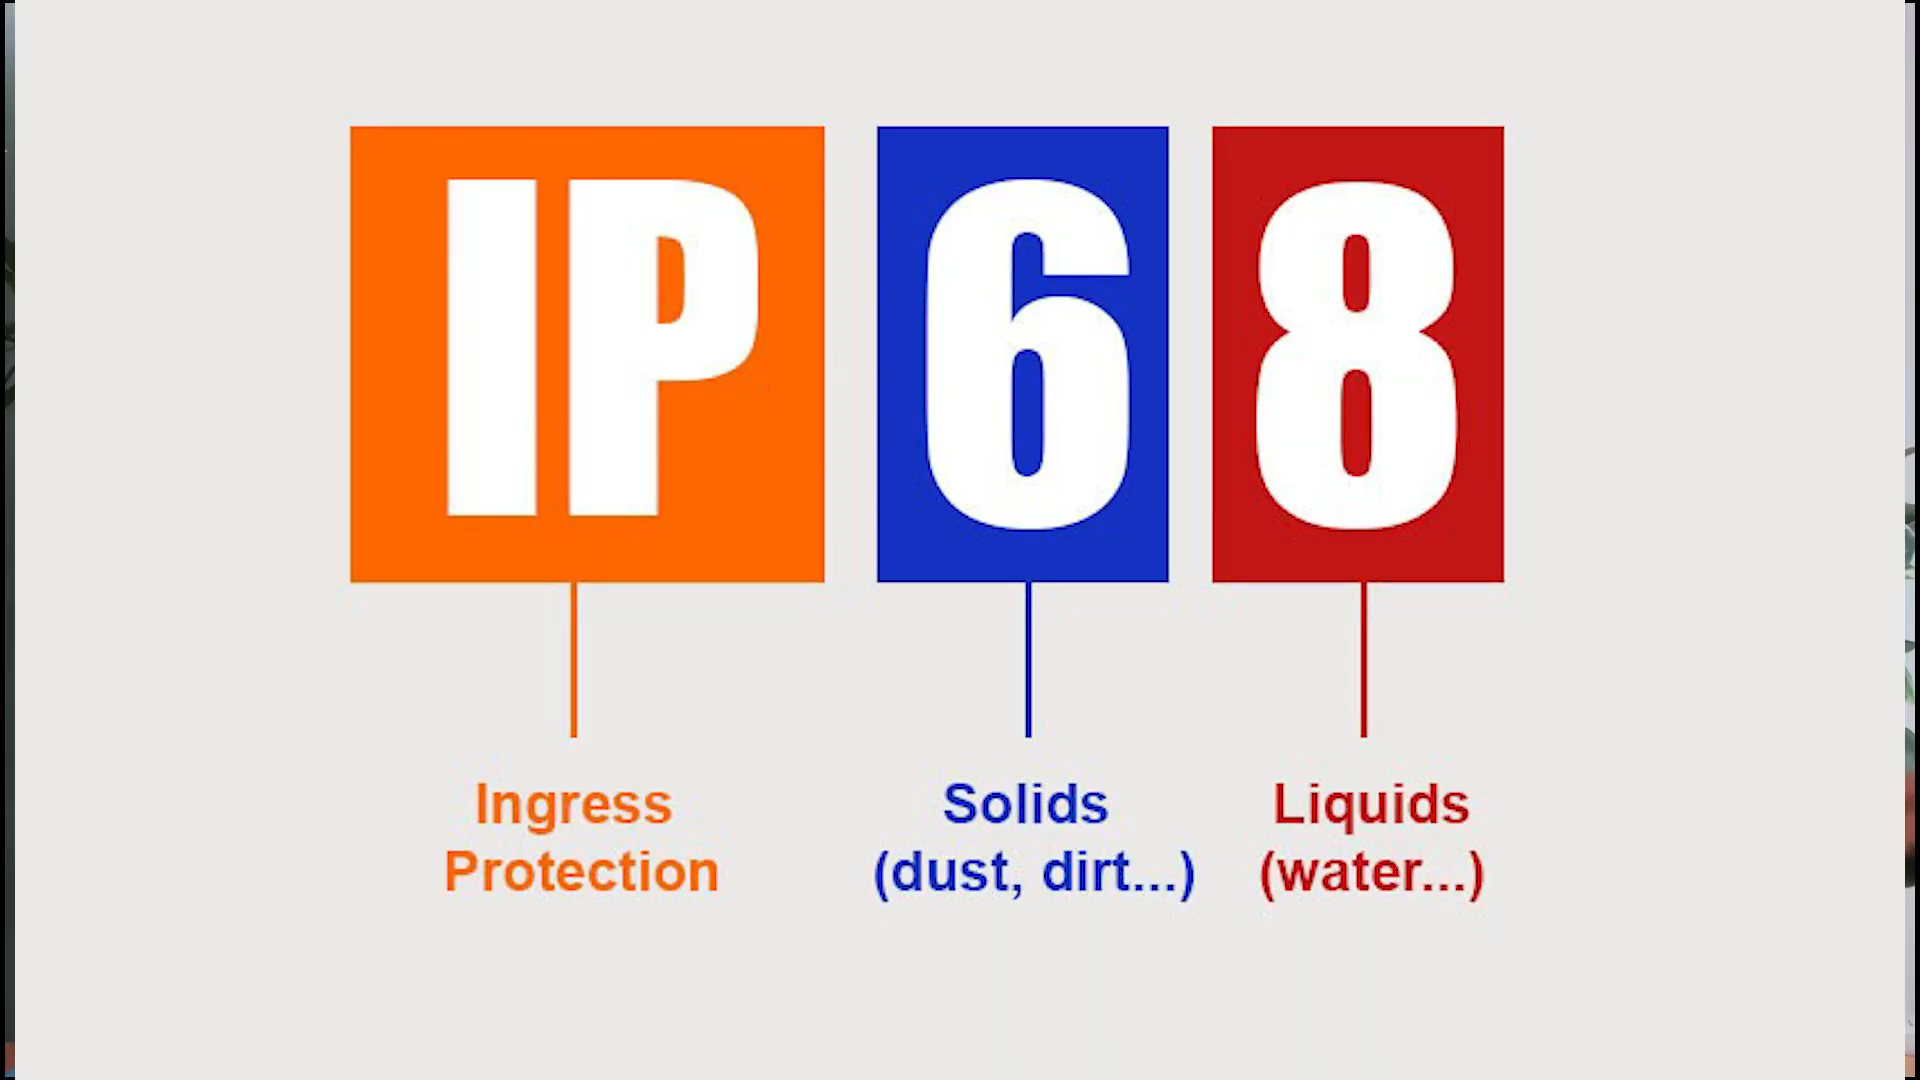 IP 6 8
Ingress
Protection
Solids
(dust, dirt...)
Liquids
(water...)